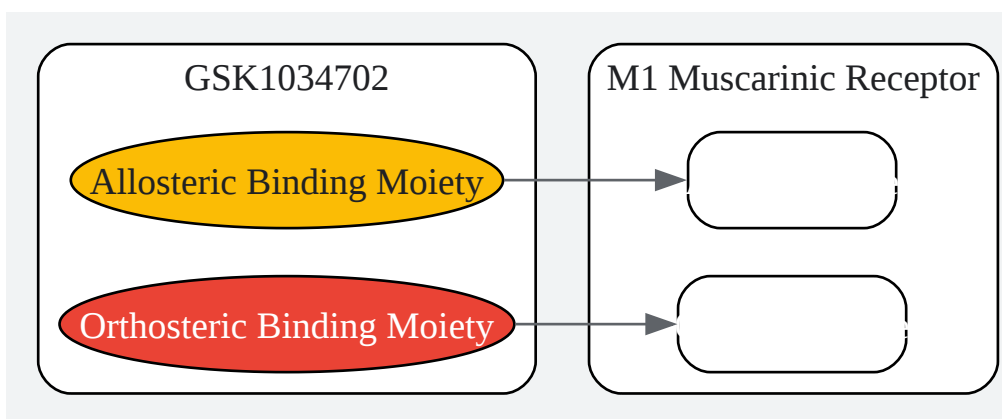 GSK1034702
M1 Muscarinic Receptor
Allosteric Binding Moiety
Orthosteric Binding Moiety